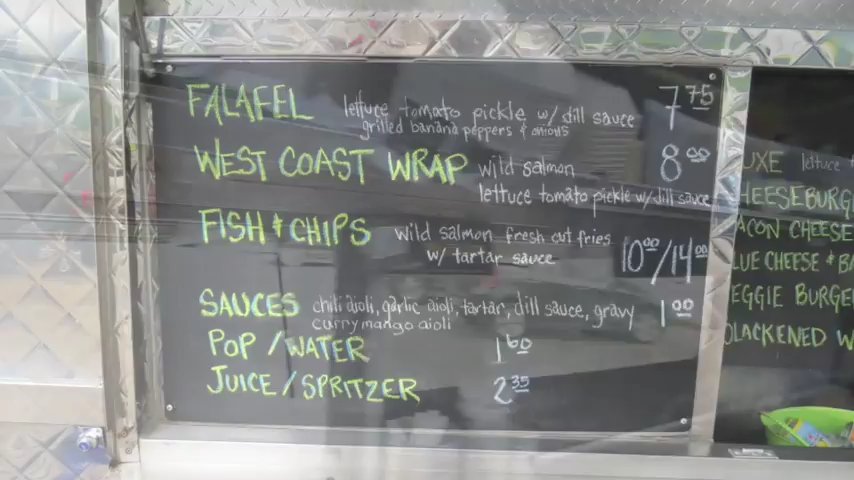 FALAFEL lettuce tomato pickle w/ dill sauce 7 75
grilled banana peppers & onions
WEST COAST WRAP wild salmon 8 00
lettuce tomato pickle w/ dill sauce
FISH & CHIPS wild salmon fresh cut fries
w/ tartar sauce 10 00/14 00
SAUCES chili aioli, garlic aioli, tartar, dill sauce, gravy 1 00
curry mango aioli
POP / WATER 1 60
JUICE / SPRITZER 2 35
UXE lettuce
HEESEBURG
ACON CHEESE
LUE CHEESE & BA
EGGIE BURGE
BLACKENED W